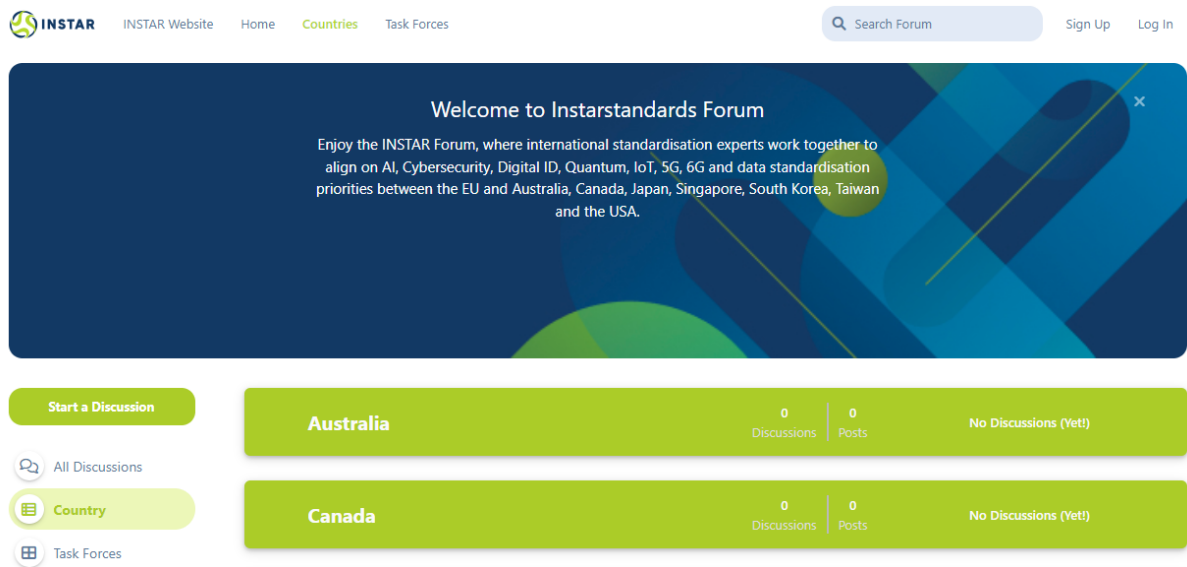 INSTAR INSTAR Website Home Countries Task Forces Search Forum Sign Up Log In
Welcome to Instarstandards Forum
Enjoy the INSTAR Forum, where international standardisation experts work together to
align on AI, Cybersecurity, Digital ID, Quantum, IoT, 5G, 6G and data standardisation
priorities between the EU and Australia, Canada, Japan, Singapore, South Korea, Taiwan
and the USA.
Start a Discussion
All Discussions
Country
Task Forces
Australia
0 0
Discussions Posts
No Discussions (Yet!)
Canada
0 0
Discussions Posts
No Discussions (Yet!)